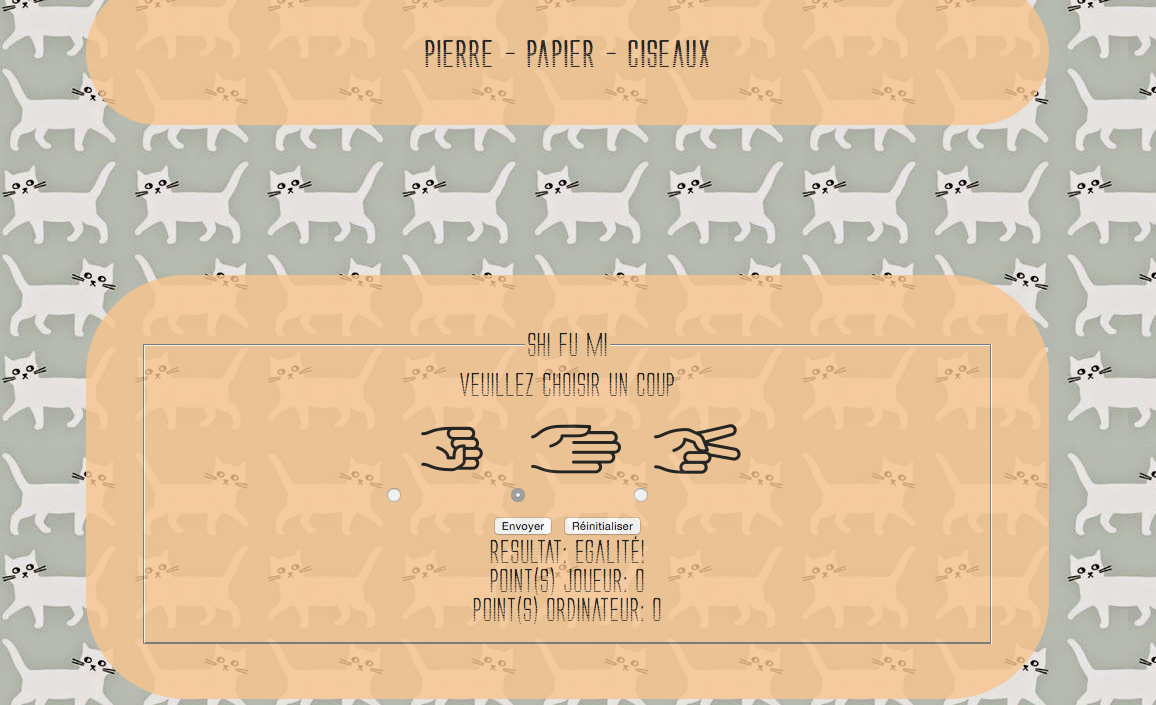 PIERRE - PAPIER - CISEAUX
SHI FU MI
VEUILLEZ CHOISIR UN COUP
Envoyer Réinitialiser
RESULTAT: EGALITÉ!
POINT(S) JOUEUR: 0
POINT(S) ORDINATEUR: 0